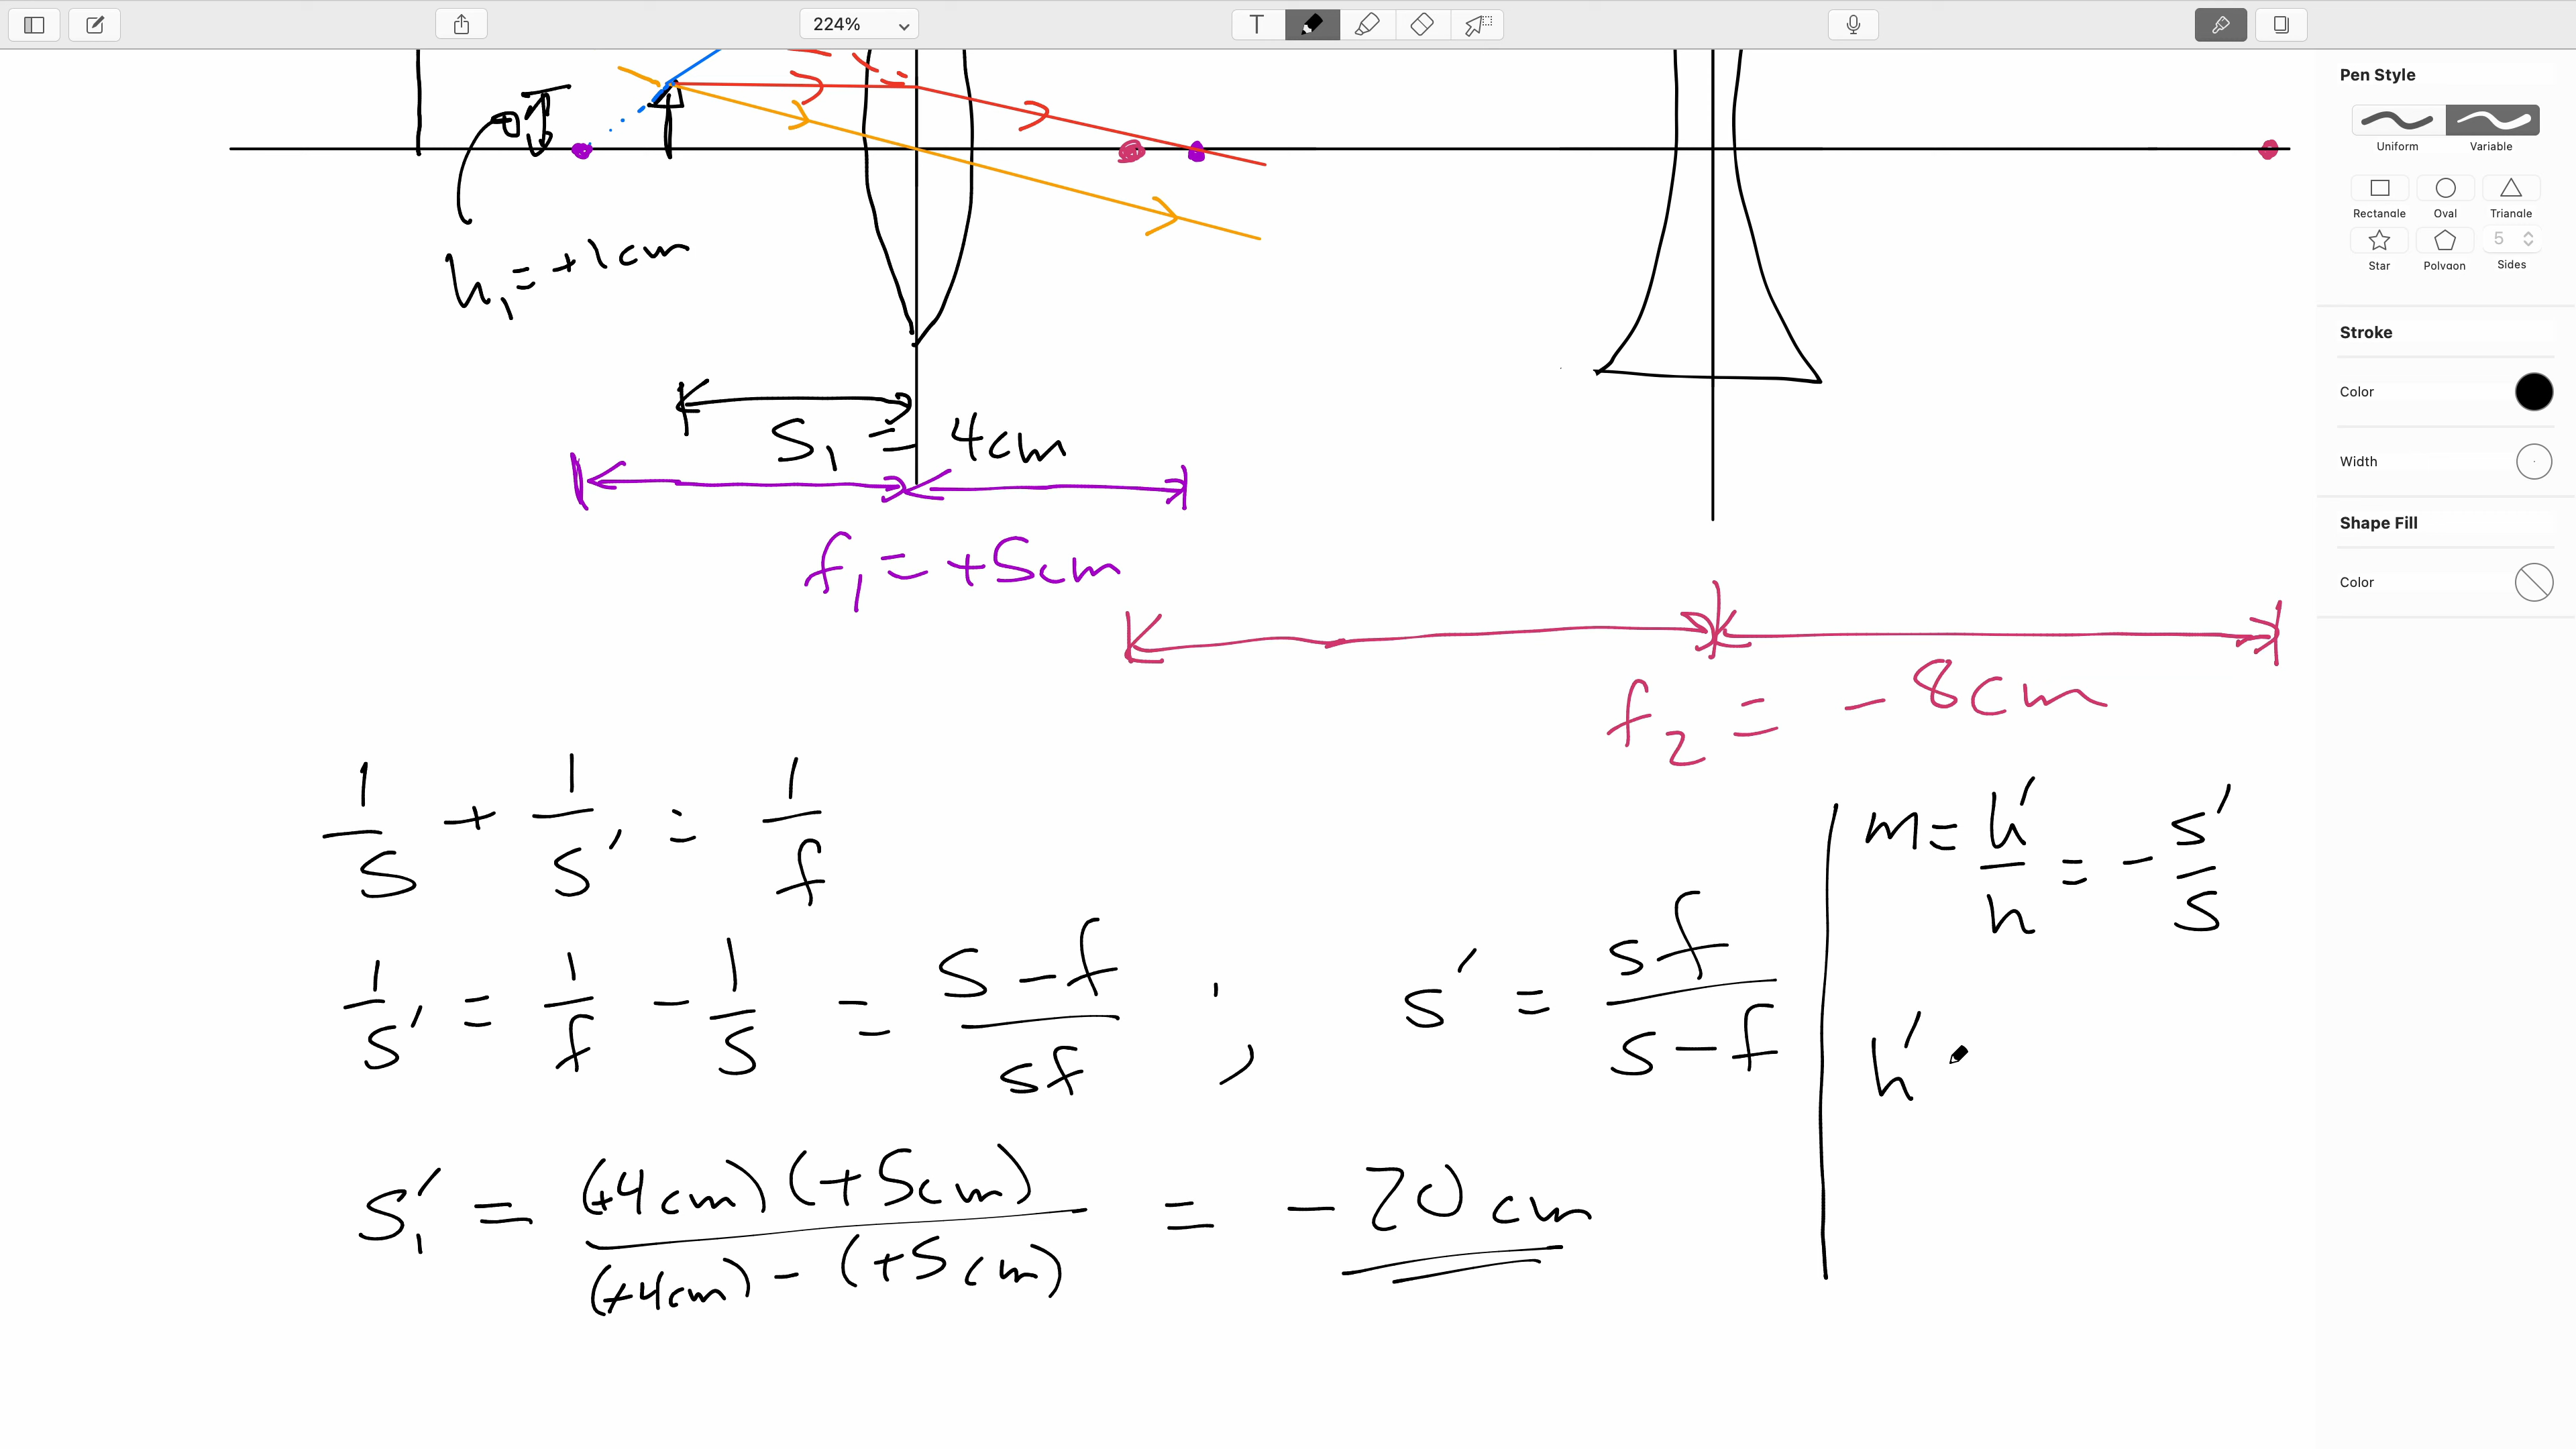 224%
T
Pen Style
Uniform Variable
Rectangle Oval Triangle
5
Star Polygon Sides
Stroke
Color
Width
Shape Fill
Color
h₁ = +1cm
S₁ = 4cm
f₁ = +5cm
f₂ = -8cm
1/s + 1/s' = 1/f
1/s' = 1/f - 1/s = (s-f)/(sf) ; s' = sf/(s-f)
s₁' = (+4cm)(+5cm)/((+4cm)-(+5cm)) = -20cm
m = h'/h = -s'/s
h'